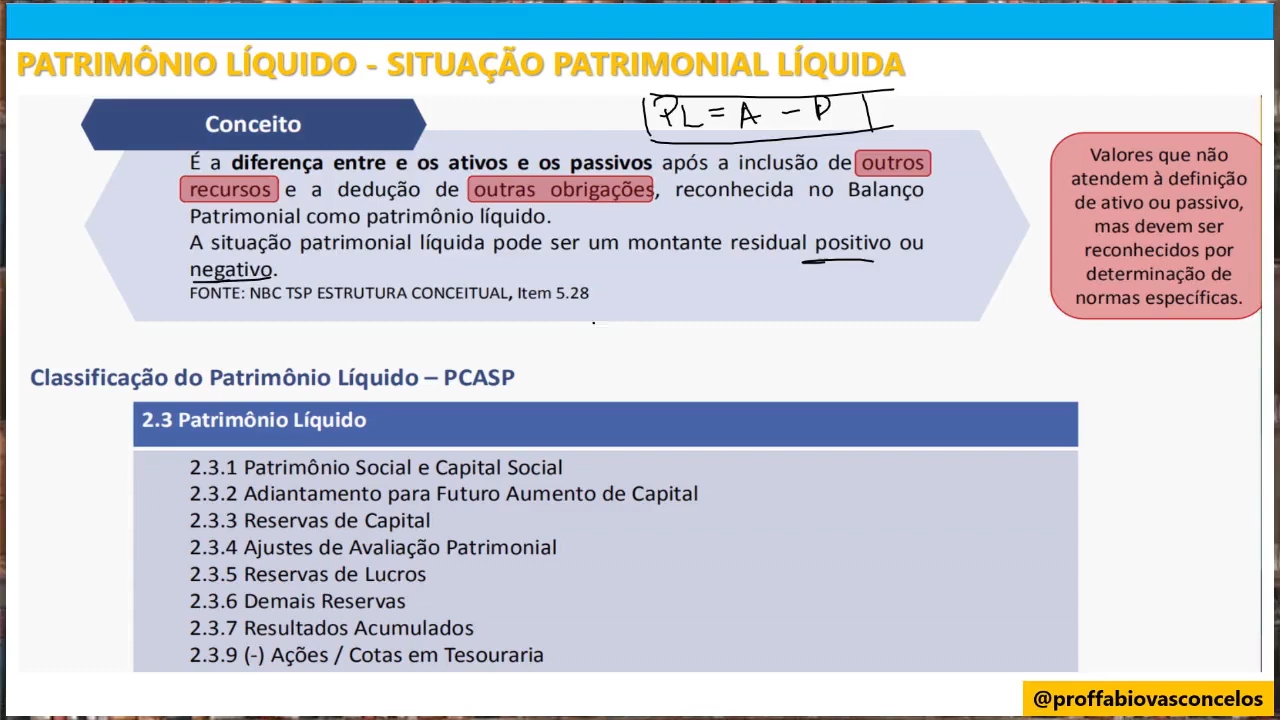 PATRIMÔNIO LÍQUIDO - SITUAÇÃO PATRIMONIAL LÍQUIDA
Conceito
PL = A - P
É a diferença entre e os ativos e os passivos após a inclusão de outros
recursos e a dedução de outras obrigações, reconhecida no Balanço
Patrimonial como patrimônio líquido.
A situação patrimonial líquida pode ser um montante residual positivo ou
negativo.
FONTE: NBC TSP ESTRUTURA CONCEITUAL, Item 5.28
Valores que não
atendem à definição
de ativo ou passivo,
mas devem ser
reconhecidos por
determinação de
normas específicas.
Classificação do Patrimônio Líquido – PCASP
2.3 Patrimônio Líquido
2.3.1 Patrimônio Social e Capital Social
2.3.2 Adiantamento para Futuro Aumento de Capital
2.3.3 Reservas de Capital
2.3.4 Ajustes de Avaliação Patrimonial
2.3.5 Reservas de Lucros
2.3.6 Demais Reservas
2.3.7 Resultados Acumulados
2.3.9 (-) Ações / Cotas em Tesouraria
@proffabiovasconcelos